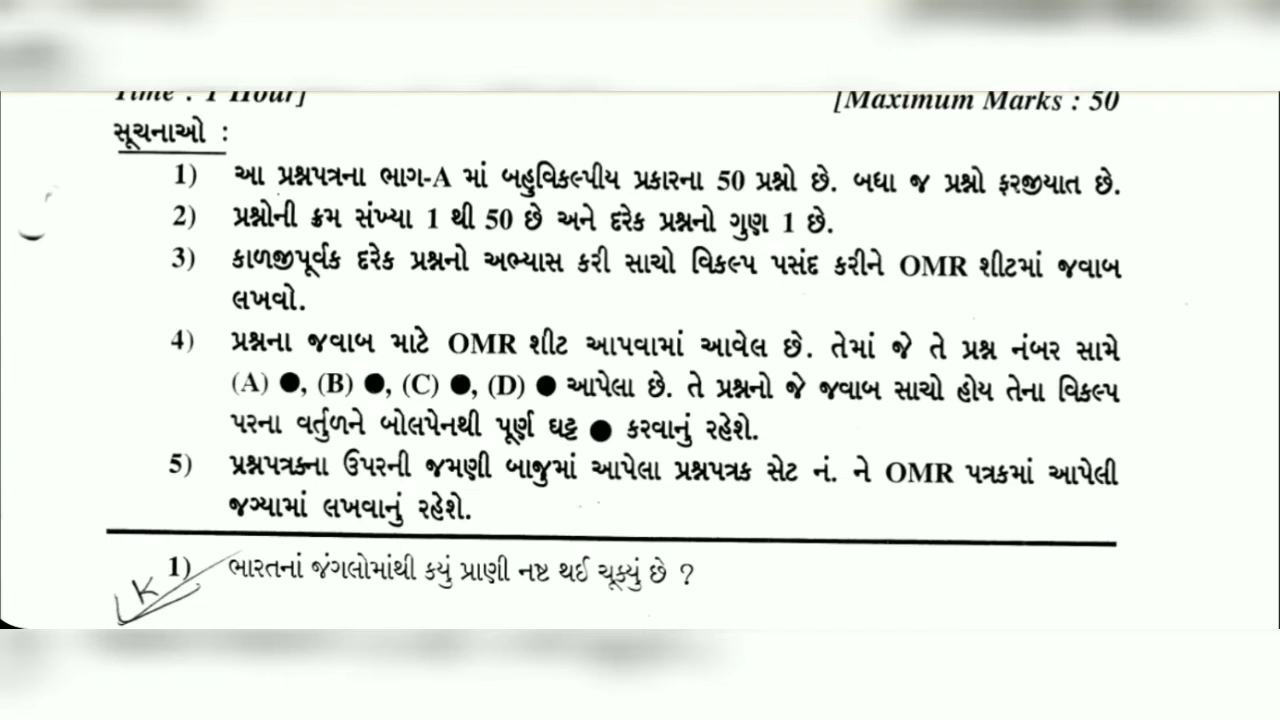 Time : 1 Hour]
[Maximum Marks : 50
સૂચનાઓ :
1) આ પ્રશ્નપત્રના ભાગ-A માં બહુવિકલ્પીય પ્રકારના 50 પ્રશ્નો છે. બધા જ પ્રશ્નો ફરજીયાત છે.
2) પ્રશ્નોની ક્રમ સંખ્યા 1 થી 50 છે અને દરેક પ્રશ્નનો ગુણ 1 છે.
3) કાળજીપૂર્વક દરેક પ્રશ્નનો અભ્યાસ કરી સાચો વિકલ્પ પસંદ કરીને OMR શીટમાં જવાબ
લખવો.
4) પ્રશ્નના જવાબ માટે OMR શીટ આપવામાં આવેલ છે. તેમાં જે તે પ્રશ્ન નંબર સામે
(A) ●, (B) ●, (C) ●, (D) ● આપેલા છે. તે પ્રશ્નનો જે જવાબ સાચો હોય તેના વિકલ્પ
પરના વર્તુળને બોલપેનથી પૂર્ણ ઘટ્ટ ● કરવાનું રહેશે.
5) પ્રશ્નપત્રક્ના ઉપરની જમણી બાજુમાં આપેલા પ્રશ્નપત્રક સેટ નં. ને OMR પત્રકમાં આપેલી
જગ્યામાં લખવાનું રહેશે.
1) ભારતનાં જંગલોમાંથી કયું પ્રાણી નષ્ટ થઈ ચૂક્યું છે ?
K